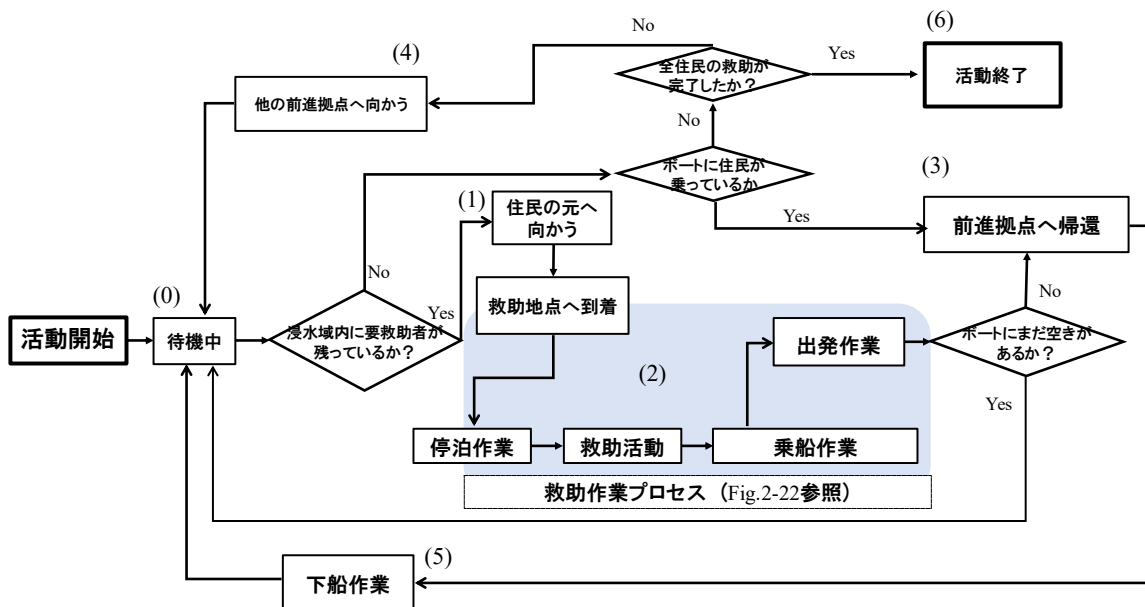 No
(6)
(4)
全住民の救助が
完了したか?
Yes
活動終了
他の前進拠点へ向かう
No
ボートに住民が
乗っているか
(3)
(1)
住民の元へ
向かう
Yes
前進拠点へ帰還
No
(0)
Yes
救助地点へ到着
No
活動開始
待機中
浸水域内に要救助者が
残っているか?
出発作業
ボートにまだ空きが
あるか?
(2)
Yes
停泊作業
救助活動
乗船作業
救助作業プロセス (Fig.2-22参照)
(5)
下船作業